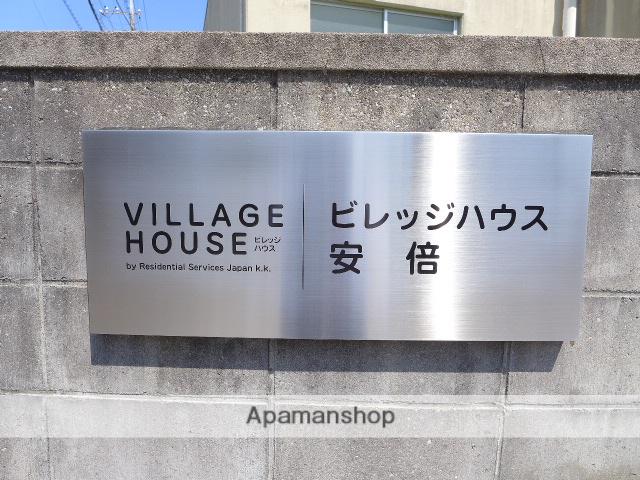 VILLAGE
HOUSE ビレッジ
ハウス
by Residential Services Japan k.k.
ビレッジハウス
安 倍
Apamanshop